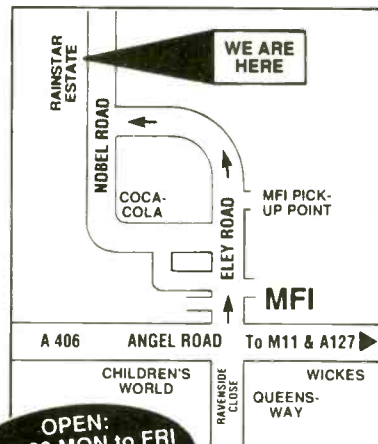 WE ARE
HERE
RAINSTAR
ESTATE
NOBEL ROAD
COCA-
COLA
ELEY ROAD
MFI PICK-
UP POINT
MFI
A 406 ANGEL ROAD To M11 & A127
CHILDREN'S
WORLD
RAVENSIDE
CLOSE
WICKES
QUEENS-
WAY
OPEN:
MON to FRI